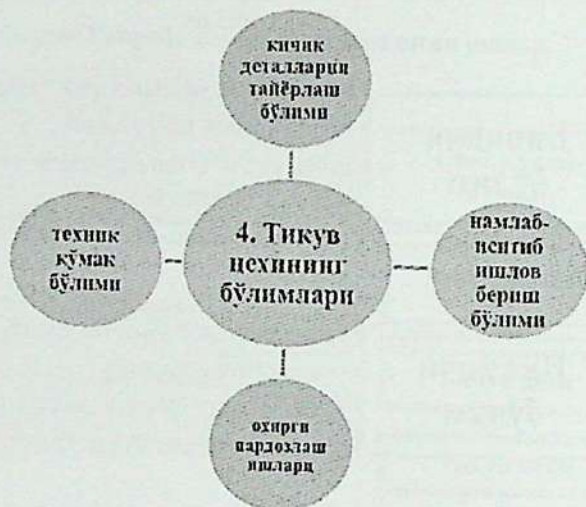 кичик
деталларни
тайёрлаш
бўлими
техник
кўмак
бўлими
4. Тикув
цехининг
бўлимлари
намлаб-
иситиб
ишлов
бериш
бўлими
охирги
пардозлаш
ишлари